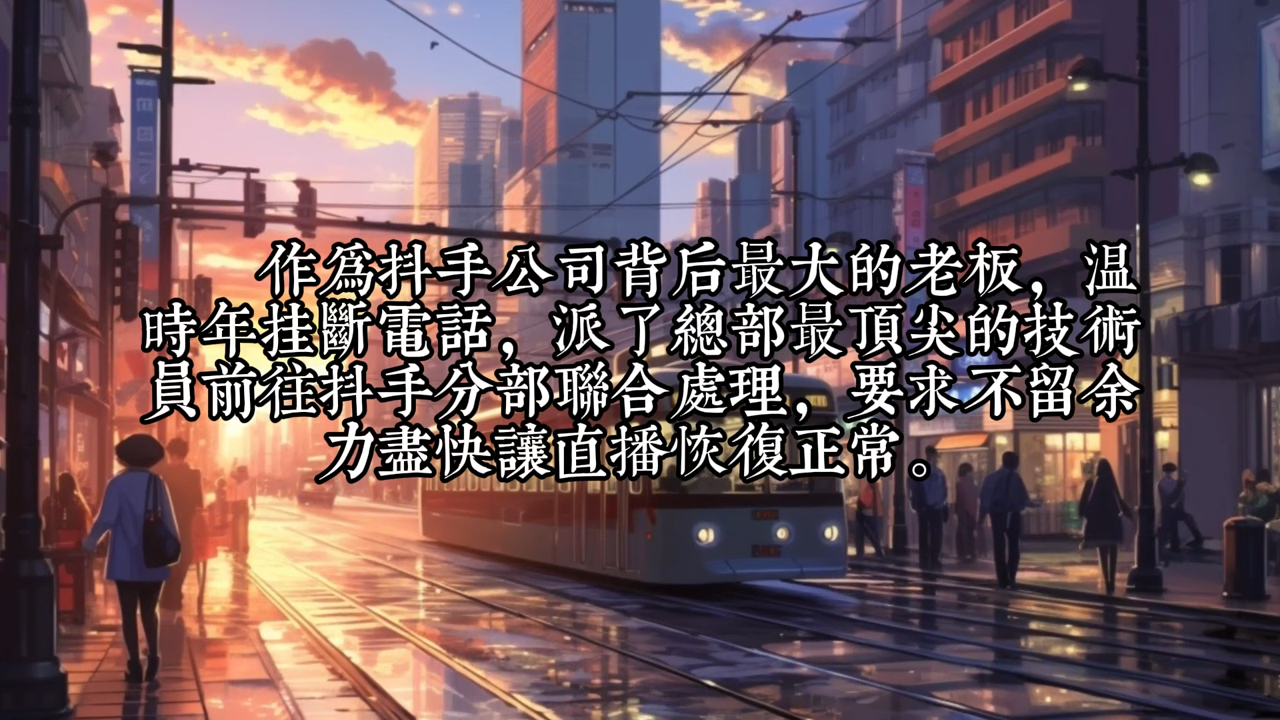 作爲抖手公司背后最大的老板，温
時年挂斷電話，派了總部最頂尖的技術
員前往抖手分部聯合處理，要求不留余
力盡快讓直播恢復正常。